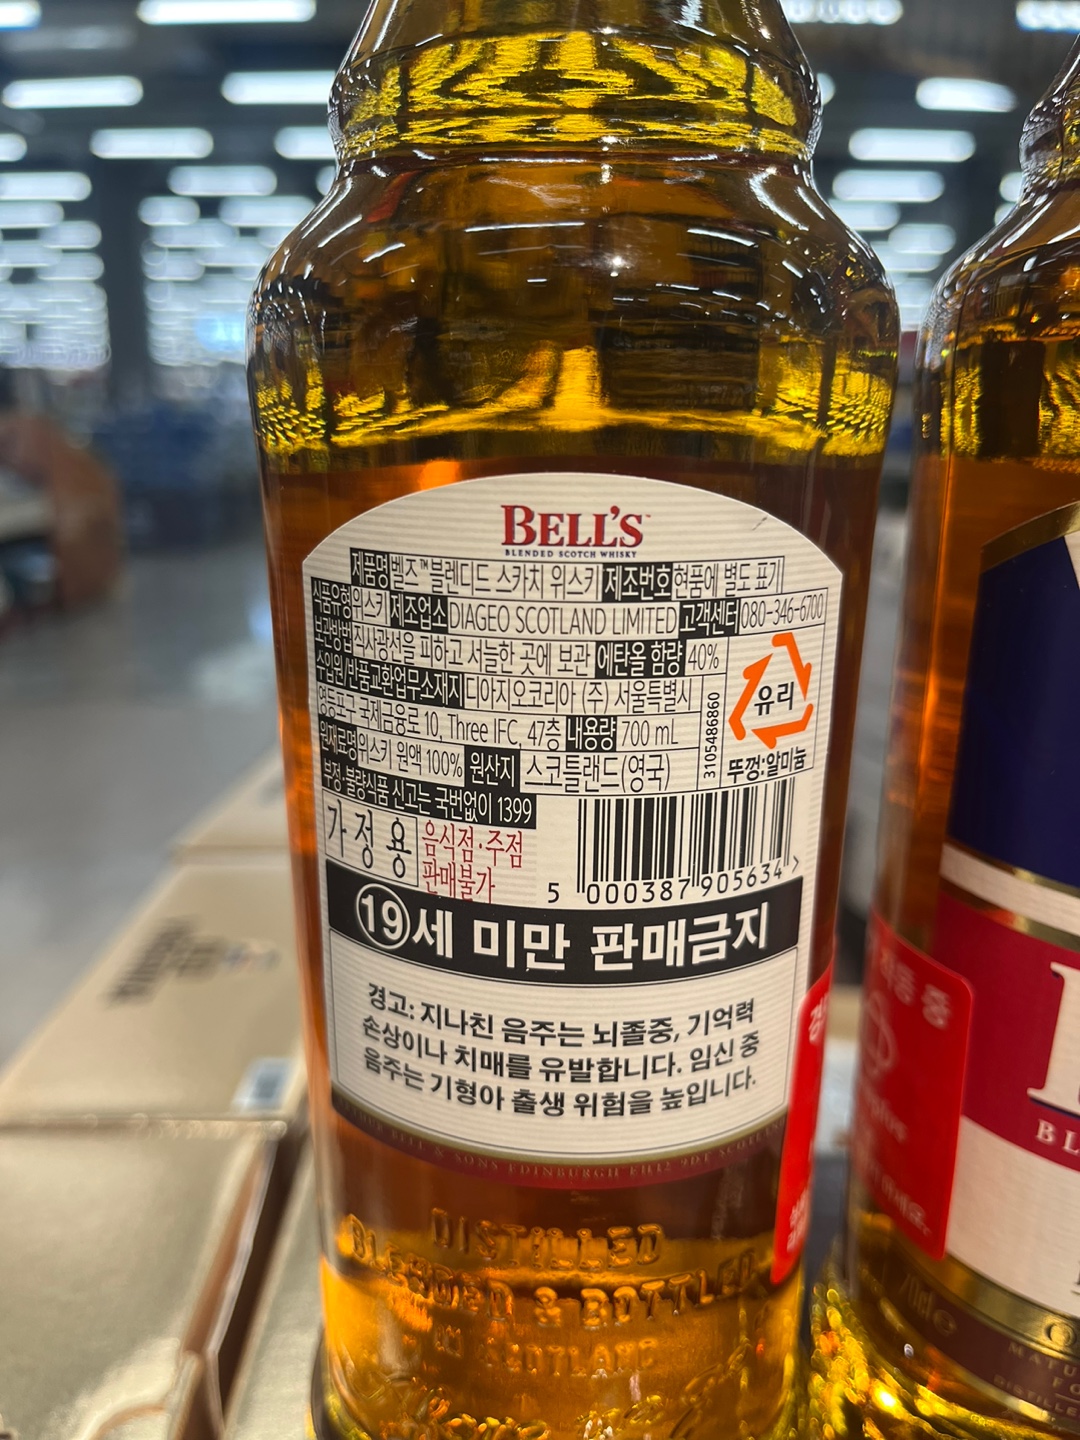 BELL'S™
BLENDED SCOTCH WHISKY
제품명 벨즈™ 블렌디드 스카치 위스키 제조번호 현품에 별도 표기
식품유형 위스키 제조업소 DIAGEO SCOTLAND LIMITED 고객센터 080-346-6700
보관방법 직사광선을 피하고 서늘한 곳에 보관 에탄올 함량 40%
수입원/반품교환업무소재지 디아지오코리아 (주) 서울특별시
영등포구 국제금융로 10, Three IFC, 47층 내용량 700 mL
원재료명 위스키 원액 100% 원산지 스코틀랜드(영국)
부정·불량식품 신고는 국번없이 1399
유리
뚜껑:알미늄
3105486860
가정용
음식점·주점
판매불가
5 000387 905634 >
19세 미만 판매금지
경고: 지나친 음주는 뇌졸중, 기억력
손상이나 치매를 유발합니다. 임신 중
음주는 기형아 출생 위험을 높입니다.
BELL & SONS EDINBURGH EH12 9DT
DISTILLED
BLENDED & BOTTLED
IN SCOTLAND
BL
70cl e